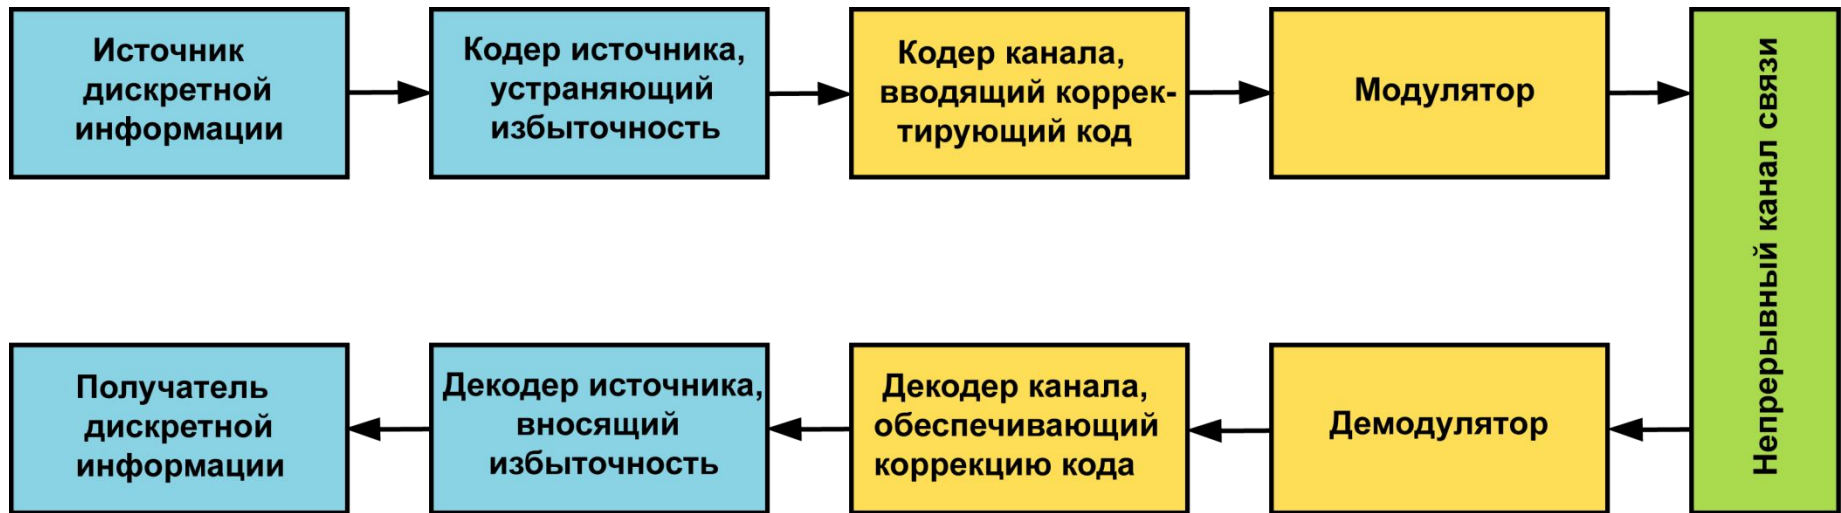 Источник
дискретной
информации
Кодер источника,
устраняющий
избыточность
Кодер канала,
вводящий коррек-
тирующий код
Модулятор
Непрерывный канал связи
Получатель
дискретной
информации
Декодер источника,
вносящий
избыточность
Декодер канала,
обеспечивающий
коррекцию кода
Демодулятор